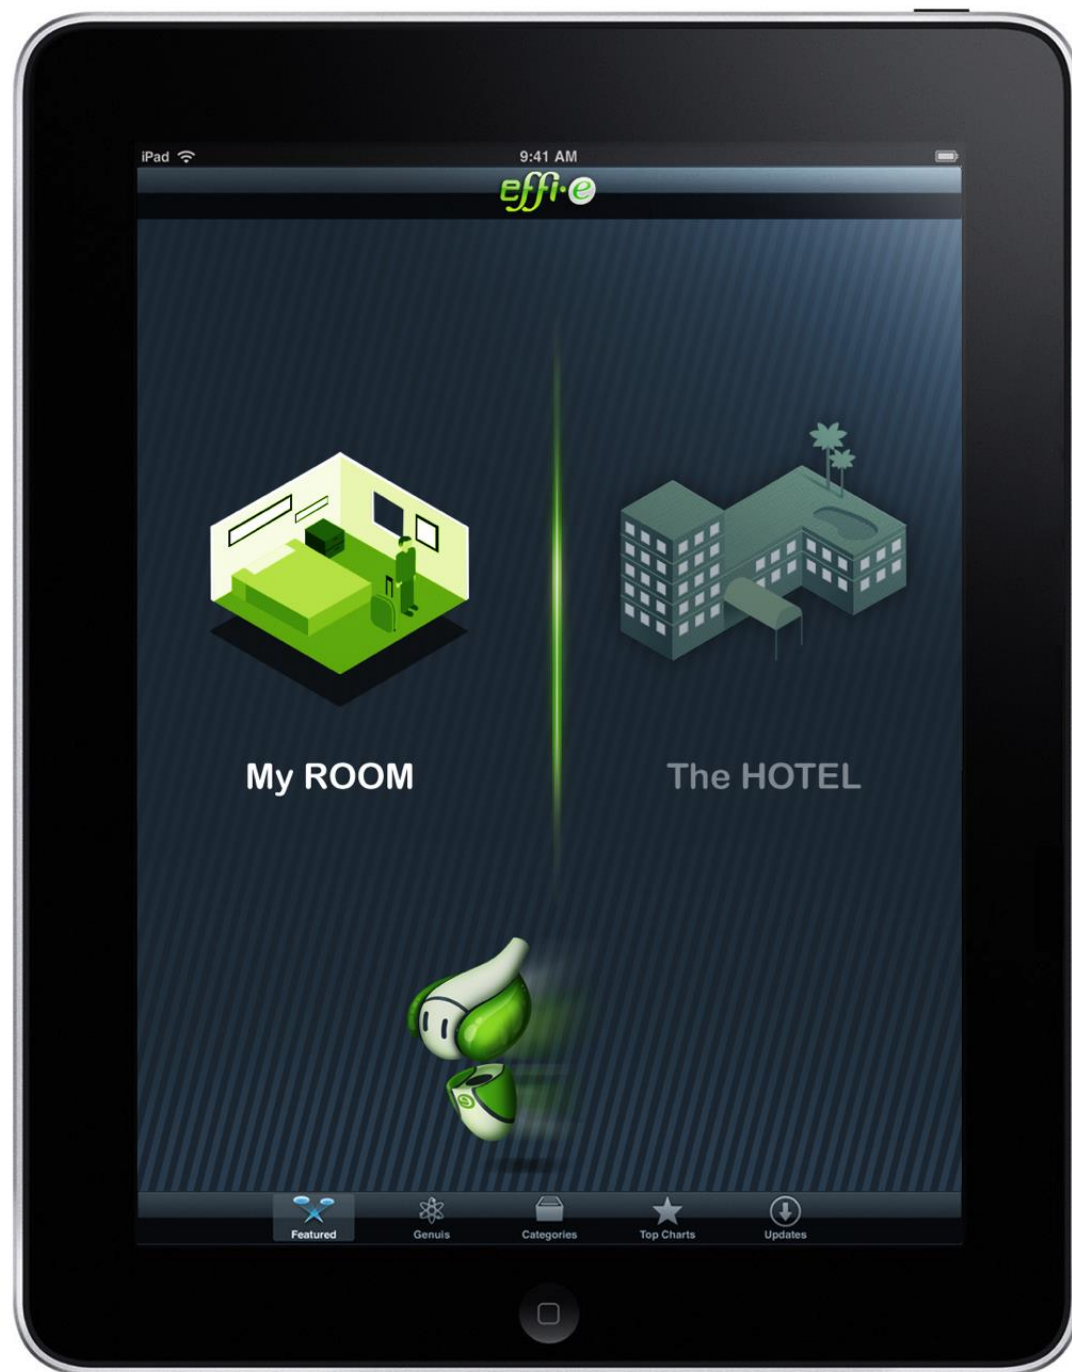 iPad
9:41 AM
effi·e
My ROOM
The HOTEL
Featured
Genuis
Categories
Top Charts
Updates